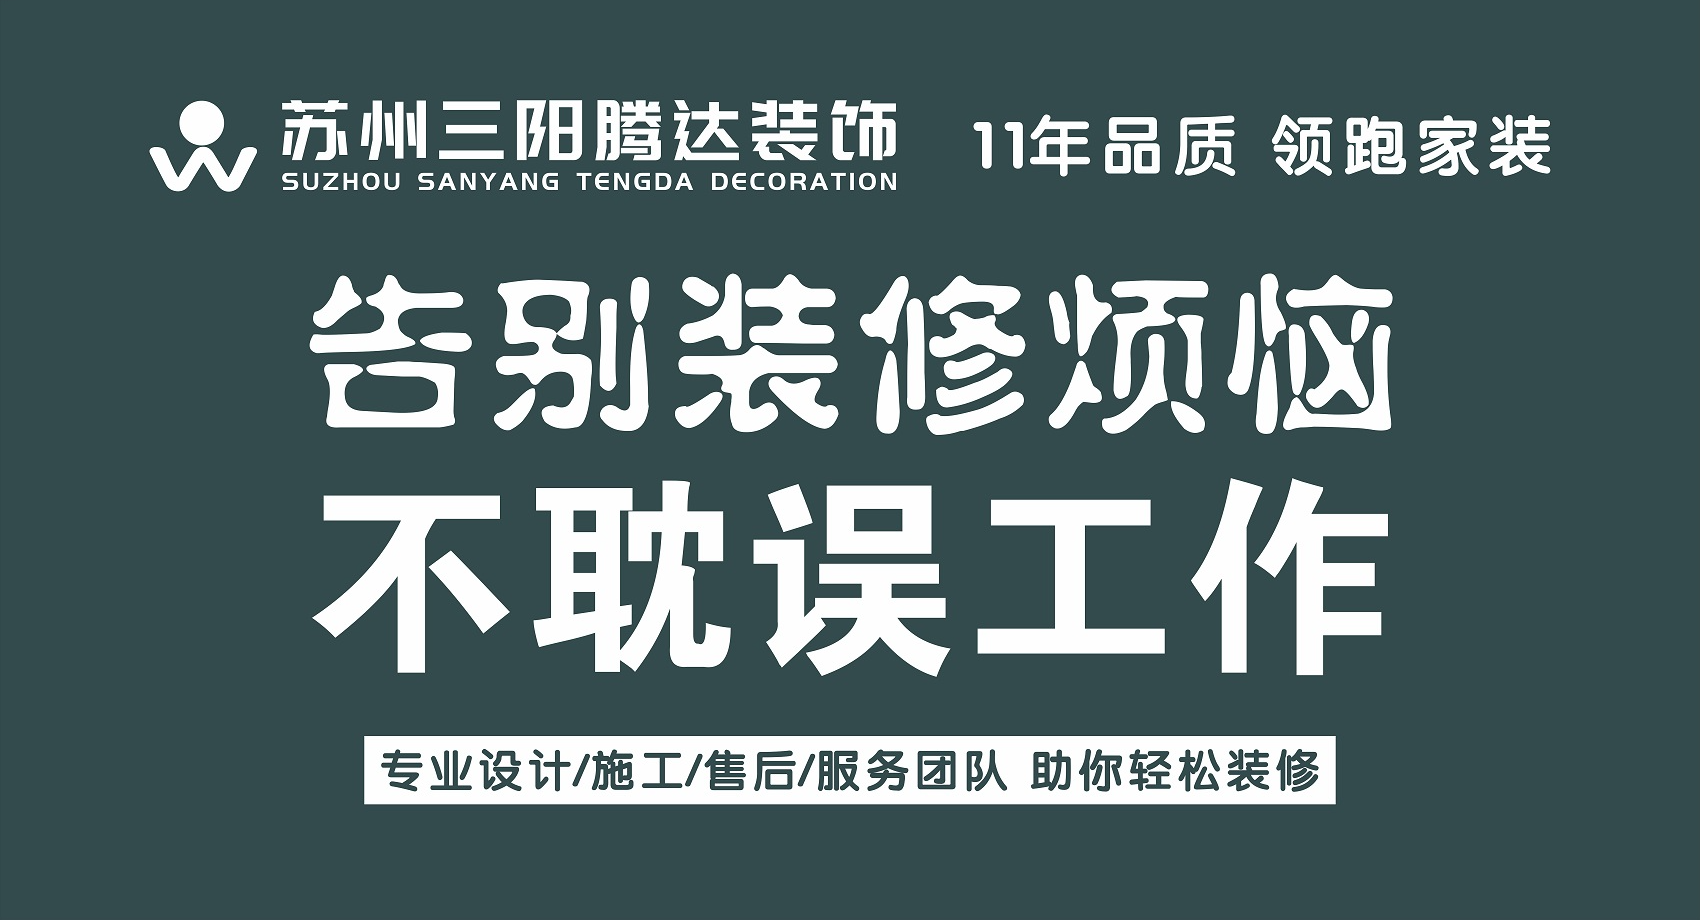 苏州三阳腾达装饰
SUZHOU SANYANG TENGDA DECORATION
11年品质 领跑家装
告别装修烦恼
不耽误工作
专业设计/施工/售后/服务团队 助你轻松装修